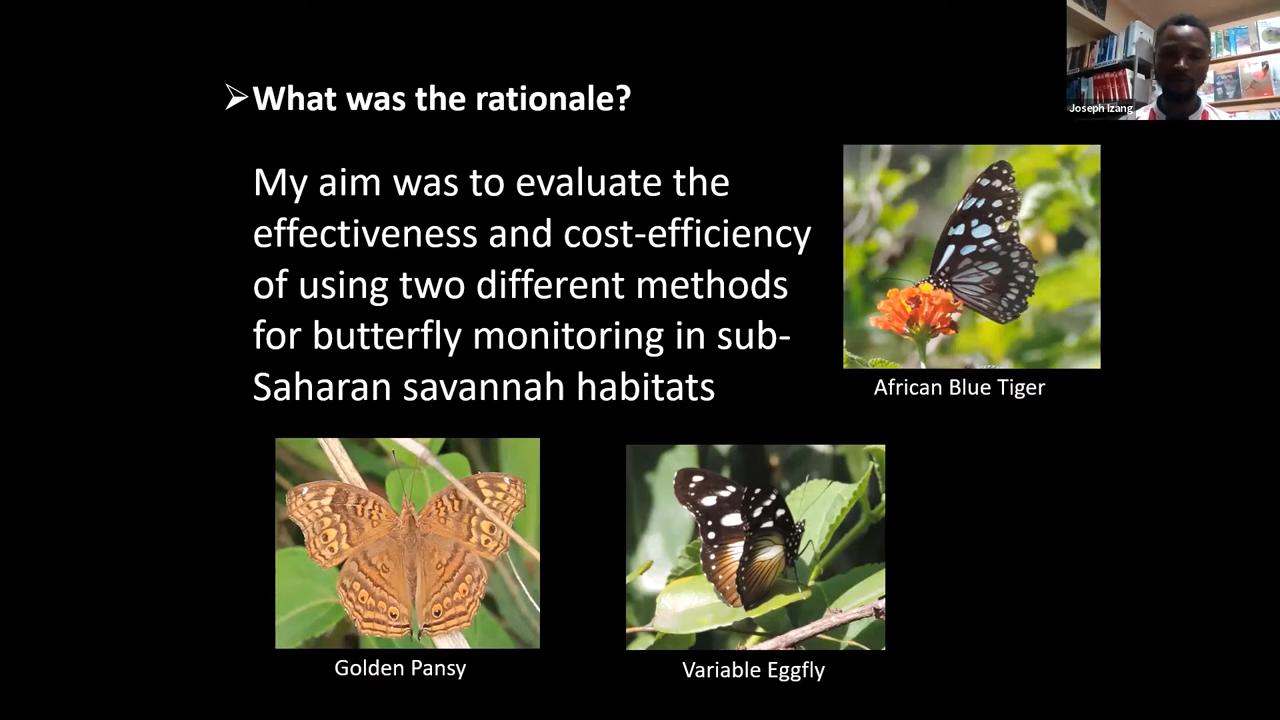 ➢What was the rationale?
My aim was to evaluate the
effectiveness and cost-efficiency
of using two different methods
for butterfly monitoring in sub-
Saharan savannah habitats
Joseph Izang
African Blue Tiger
Golden Pansy
Variable Eggfly